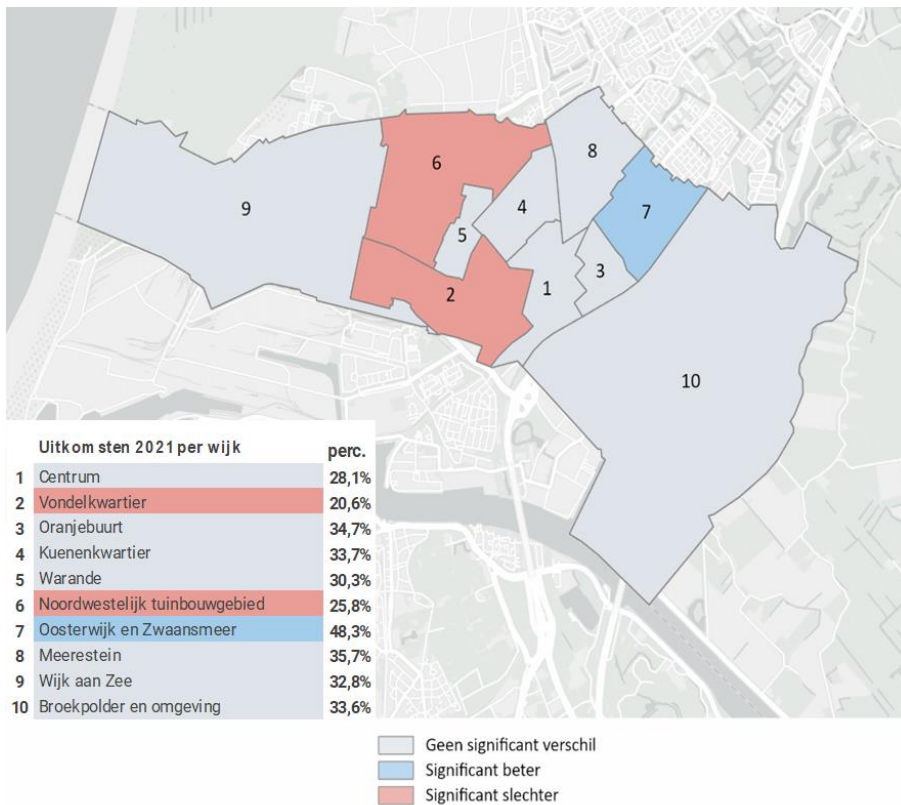 6
8
9
4
7
5
3
2
1
10
Uitkomsten 2021 per wijk perc.
1 Centrum 28,1%
2 Vondelkwartier 20,6%
3 Oranjebuurt 34,7%
4 Kuenenkwartier 33,7%
5 Warande 30,3%
6 Noordwestelijk tuinbouwgebied 25,8%
7 Oosterwijk en Zwaansmeer 48,3%
8 Meerestein 35,7%
9 Wijk aan Zee 32,8%
10 Broekpolder en omgeving 33,6%
Geen significant verschil
Significant beter
Significant slechter